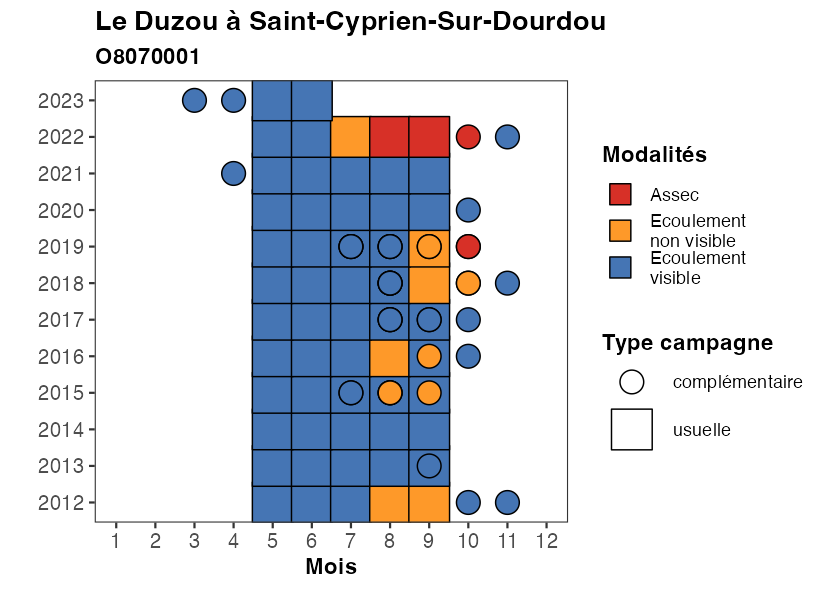 Le Duzou à Saint-Cyprien-Sur-Dourdou
O8070001
2023
2022
2021
2020
2019
2018
2017
2016
2015
2014
2013
2012
1 2 3 4 5 6 7 8 9 10 11 12
Mois
Modalités
Assec
Ecoulement
non visible
Ecoulement
visible
Type campagne
complémentaire
usuelle